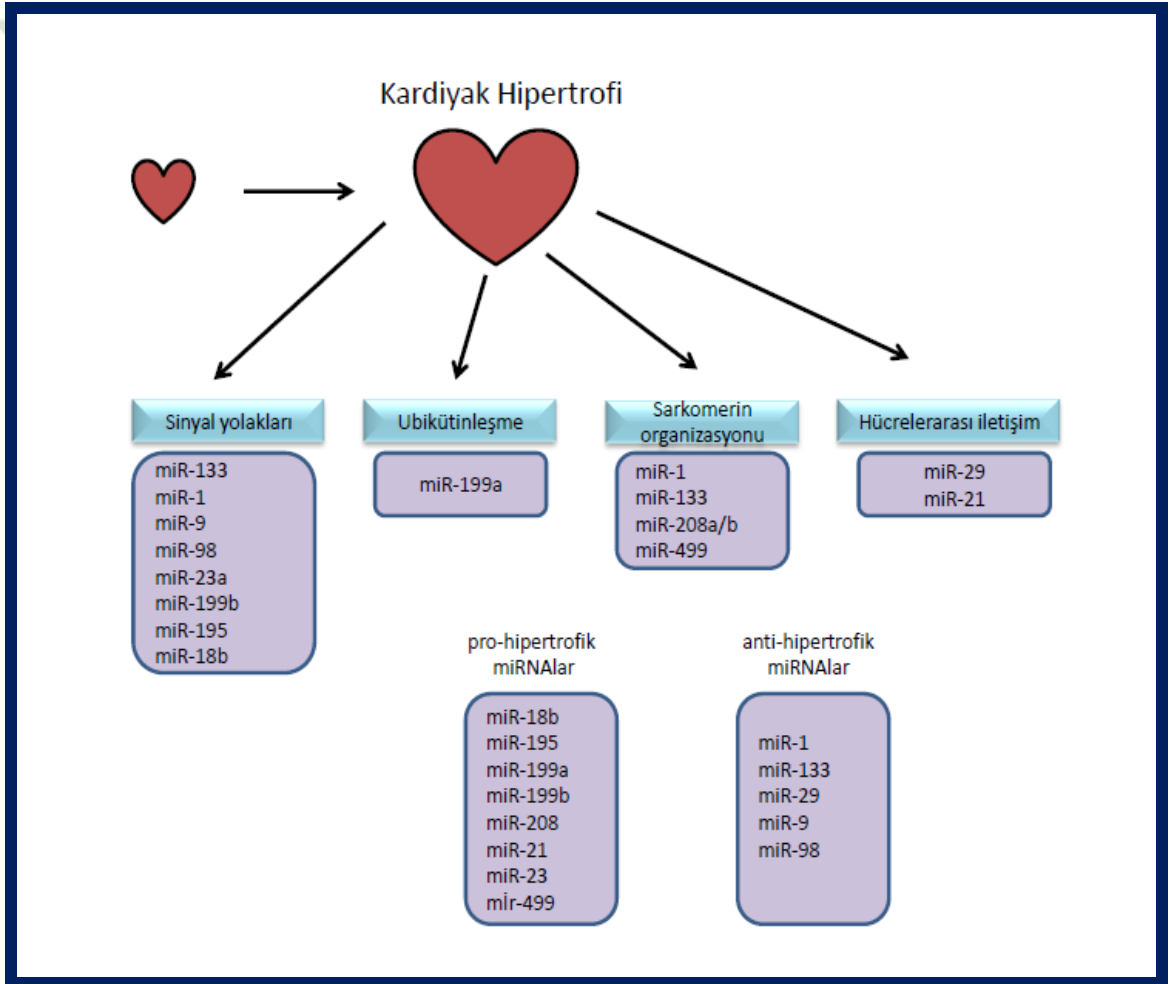 Kardiyak Hipertrofi
Sinyal yolakları
miR-133
miR-1
miR-9
miR-98
miR-23a
miR-199b
miR-195
miR-18b
Ubikütinleşme
miR-199a
Sarkomerin
organizasyonu
miR-1
miR-133
miR-208a/b
miR-499
Hücrelerarası iletişim
miR-29
miR-21
pro-hipertrofik
miRNAlar
miR-18b
miR-195
miR-199a
miR-199b
miR-208
miR-21
miR-23
mİr-499
anti-hipertrofik
miRNAlar
miR-1
miR-133
miR-29
miR-9
miR-98